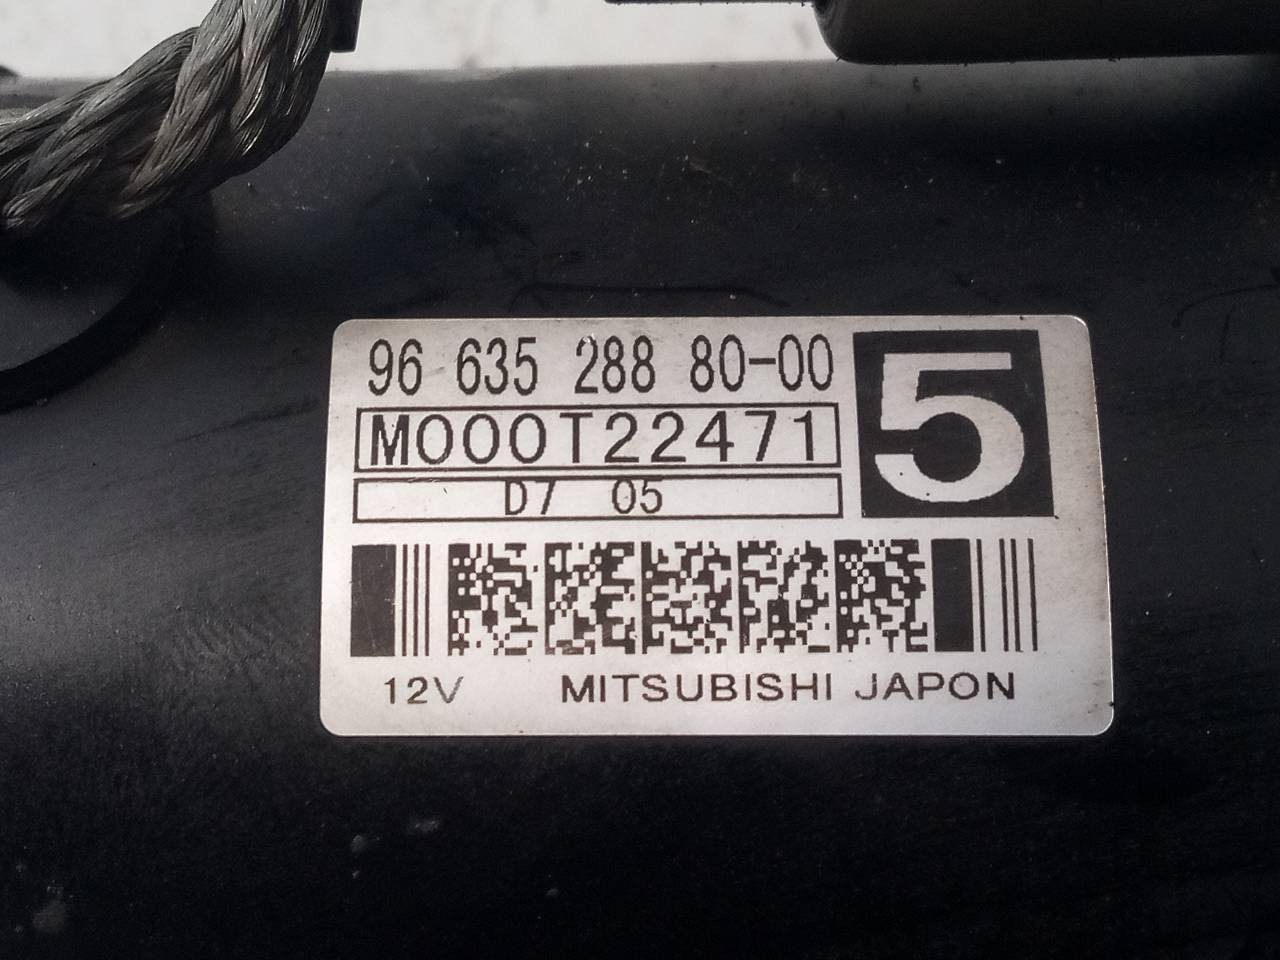 96 635 288 80-00
5
M000T22471
D7 05
12V MITSUBISHI JAPON